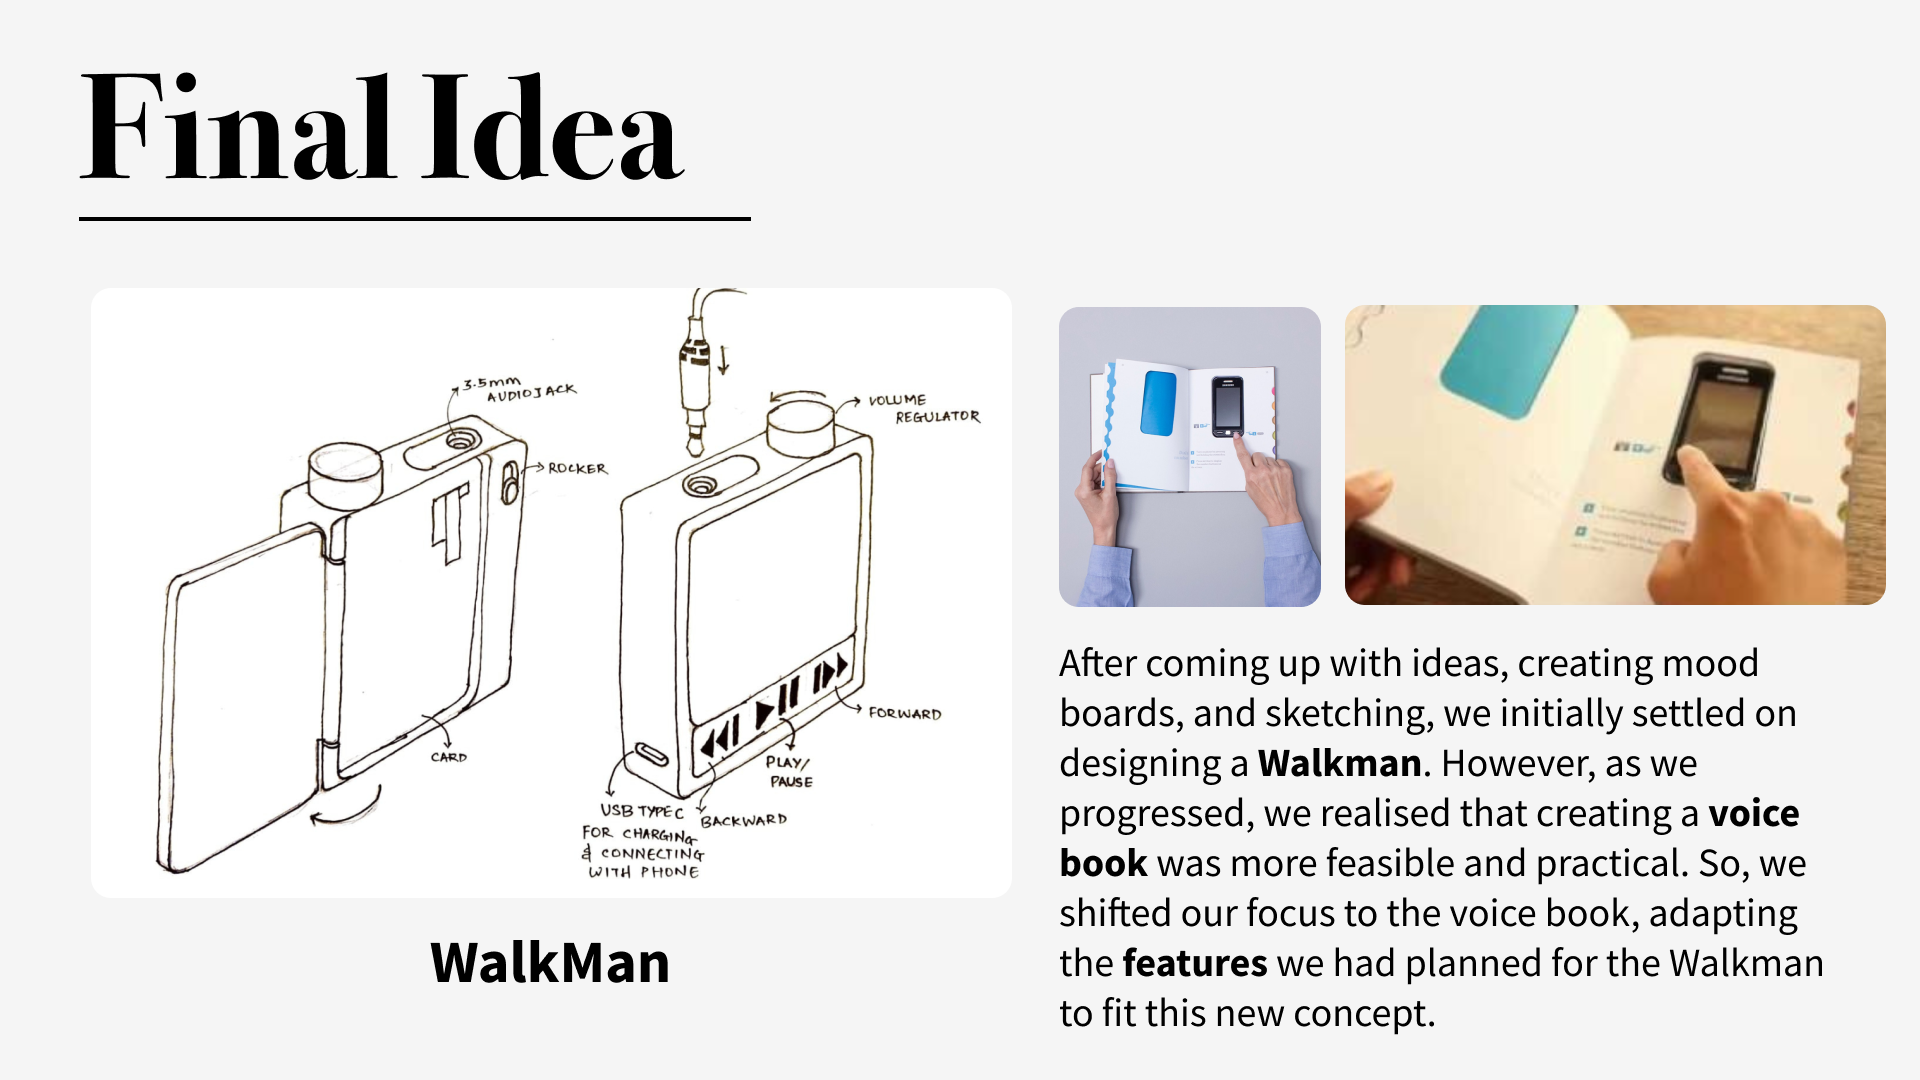 Final Idea
3.5mm
AUDIOJACK
ROCKER
CARD
VOLUME
REGULATOR
FORWARD
PLAY/
PAUSE
BACKWARD
USB TYPEC
FOR CHARGING
& CONNECTING
WITH PHONE
WalkMan
SAMSUNG
After coming up with ideas, creating mood
boards, and sketching, we initially settled on
designing a Walkman. However, as we
progressed, we realised that creating a voice
book was more feasible and practical. So, we
shifted our focus to the voice book, adapting
the features we had planned for the Walkman
to fit this new concept.